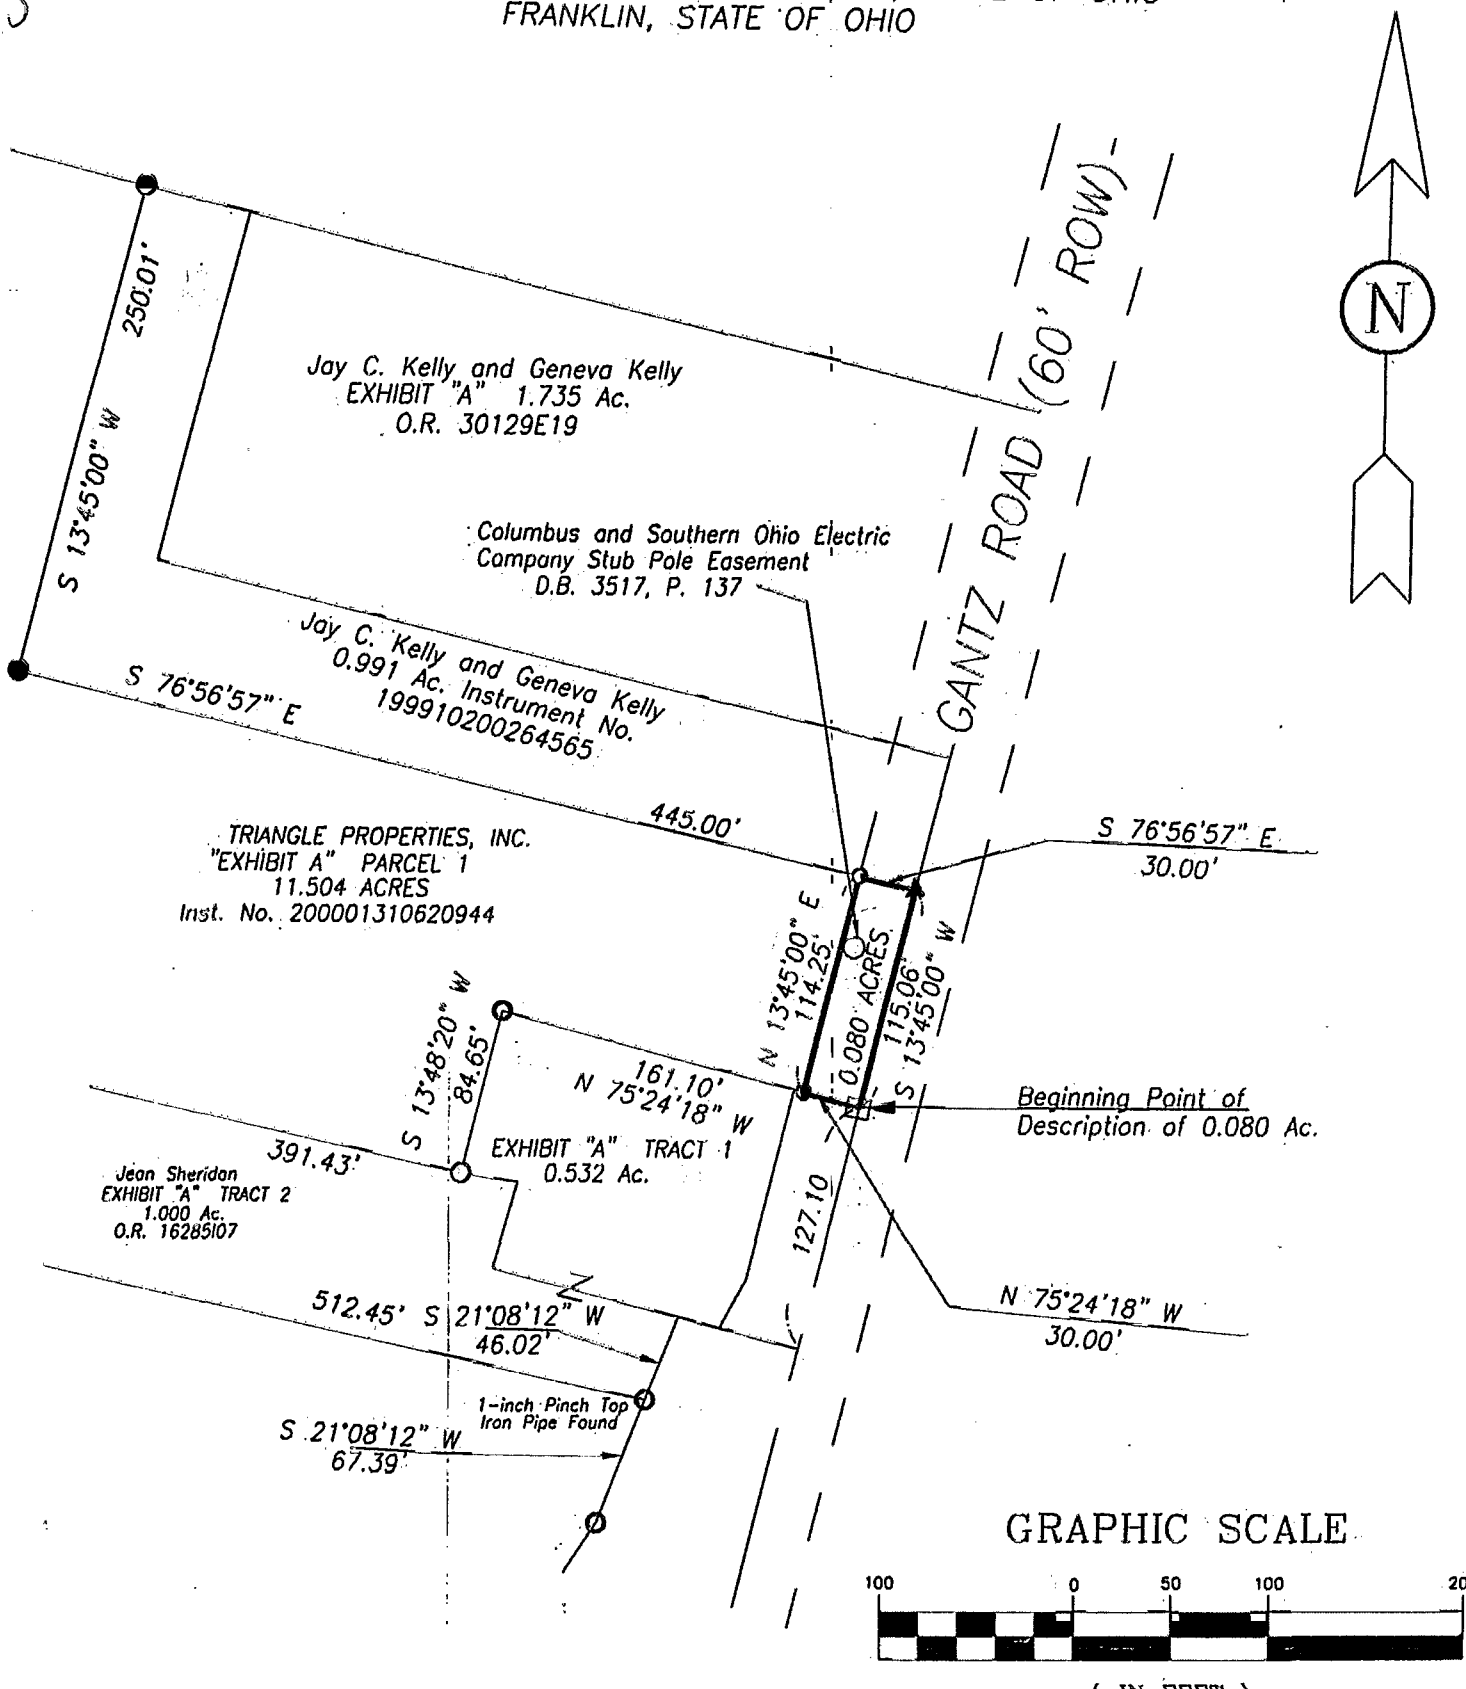 FRANKLIN, STATE OF OHIO
N
GANTZ ROAD (60' ROW)
250.01'
S 13°45'00" W
Jay C. Kelly and Geneva Kelly
EXHIBIT "A" 1.735 Ac.
O.R. 30129E19
Columbus and Southern Ohio Electric
Company Stub Pole Easement
D.B. 3517, P. 137
Jay C. Kelly and Geneva Kelly
0.991 Ac. Instrument No.
199910200264565
S 76°56'57" E
445.00'
TRIANGLE PROPERTIES, INC.
"EXHIBIT A" PARCEL 1
11.504 ACRES
Inst. No. 200001310620944
S 76°56'57" E
30.00'
N 13°45'00" E
114.25'
0.080 ACRES
115.06'
S 13°45'00" W
S 13°48'20" W
84.65'
161.10'
N 75°24'18" W
EXHIBIT "A" TRACT 1
0.532 Ac.
Beginning Point of
Description of 0.080 Ac.
391.43'
Jean Sheridan
EXHIBIT "A" TRACT 2
1.000 Ac.
O.R. 16285I07
127.10
N 75°24'18" W
30.00'
512.45'
S 21°08'12" W
46.02'
1-inch Pinch Top
Iron Pipe Found
S 21°08'12" W
67.39'
GRAPHIC SCALE
100 0 50 100 20
( IN FEET )